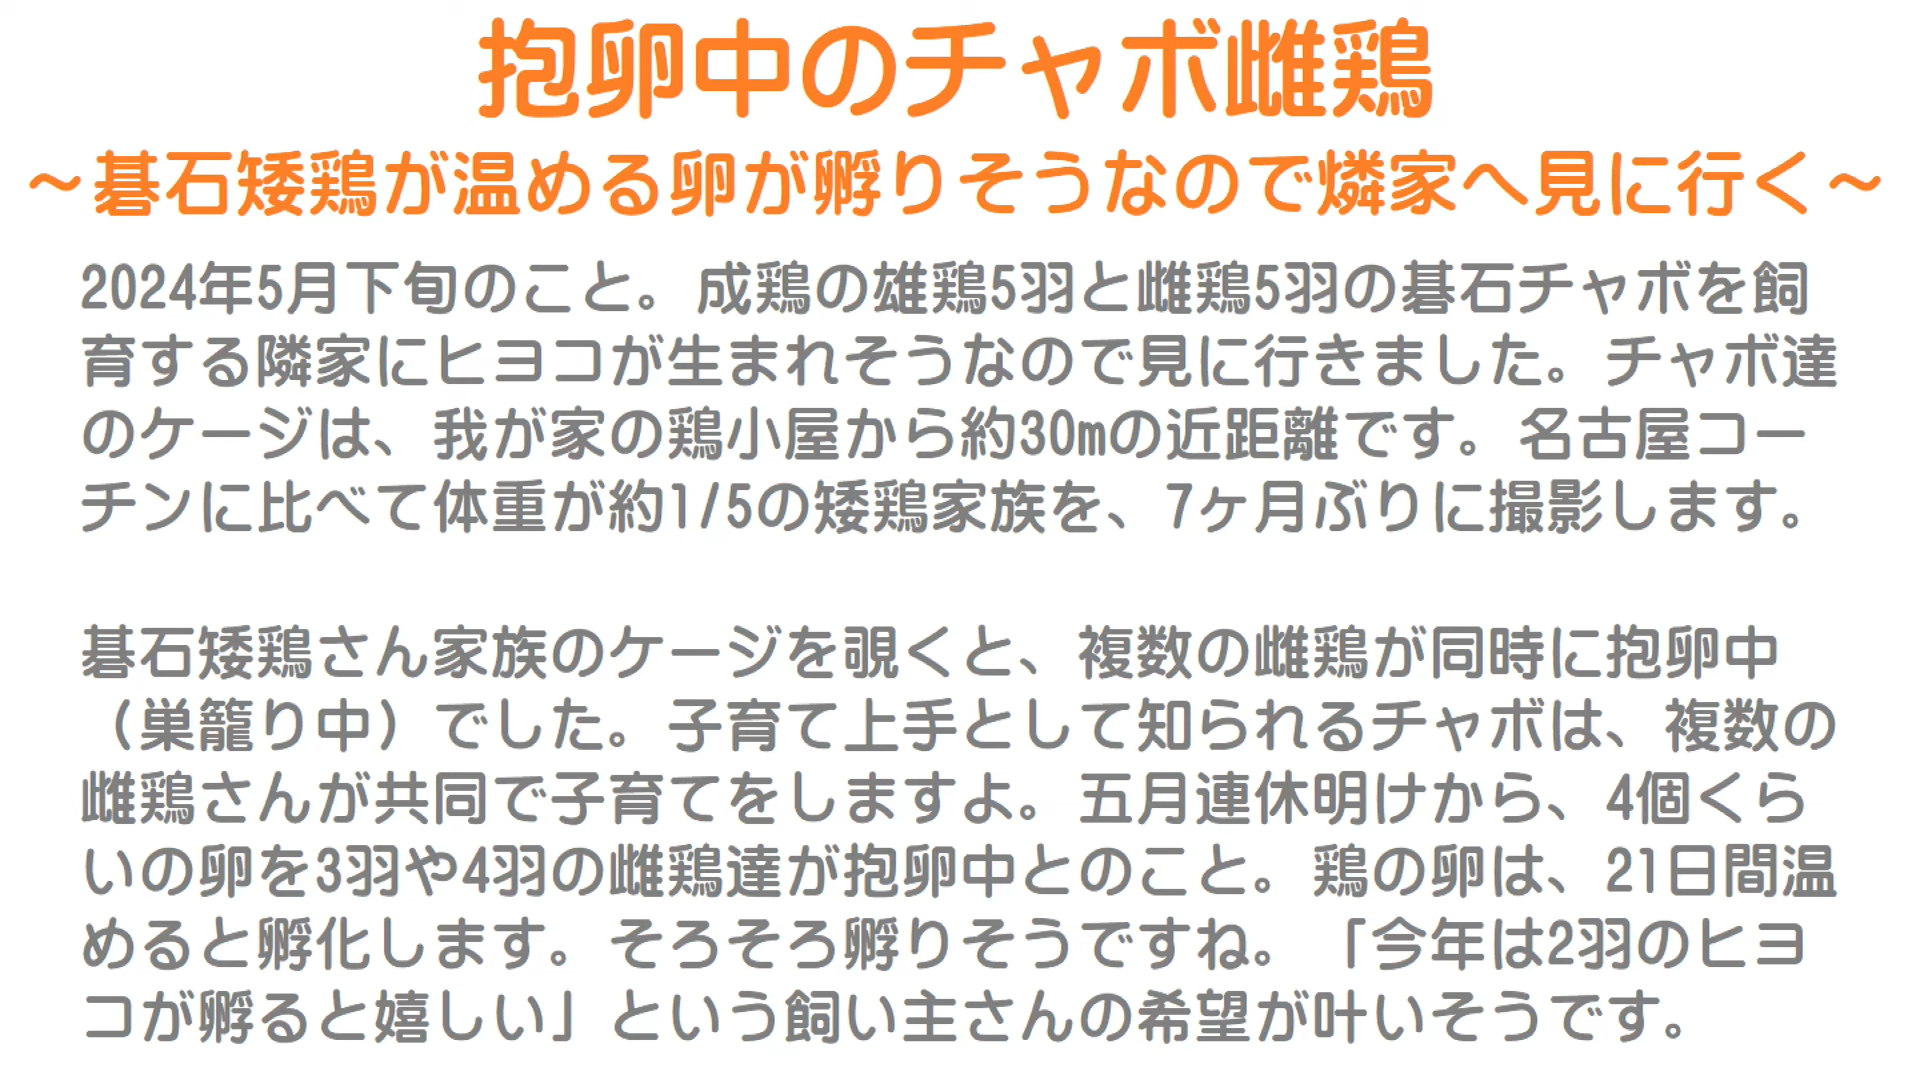 抱卵中のチャボ雌鶏
～碁石矮鶏が温める卵が孵りそうなので燐家へ見に行く～
2024年5月下旬のこと。成鶏の雄鶏5羽と雌鶏5羽の碁石チャボを飼
育する隣家にヒヨコが生まれそうなので見に行きました。チャボ達
のケージは、我が家の鶏小屋から約30mの近距離です。名古屋コー
チンに比べて体重が約1/5の矮鶏家族を、7ヶ月ぶりに撮影します。
碁石矮鶏さん家族のケージを覗くと、複数の雌鶏が同時に抱卵中
（巣籠り中）でした。子育て上手として知られるチャボは、複数の
雌鶏さんが共同で子育てをしますよ。五月連休明けから、4個くら
いの卵を3羽や4羽の雌鶏達が抱卵中とのこと。鶏の卵は、21日間温
めると孵化します。そろそろ孵りそうですね。「今年は2羽のヒヨ
コが孵ると嬉しい」という飼い主さんの希望が叶いそうです。